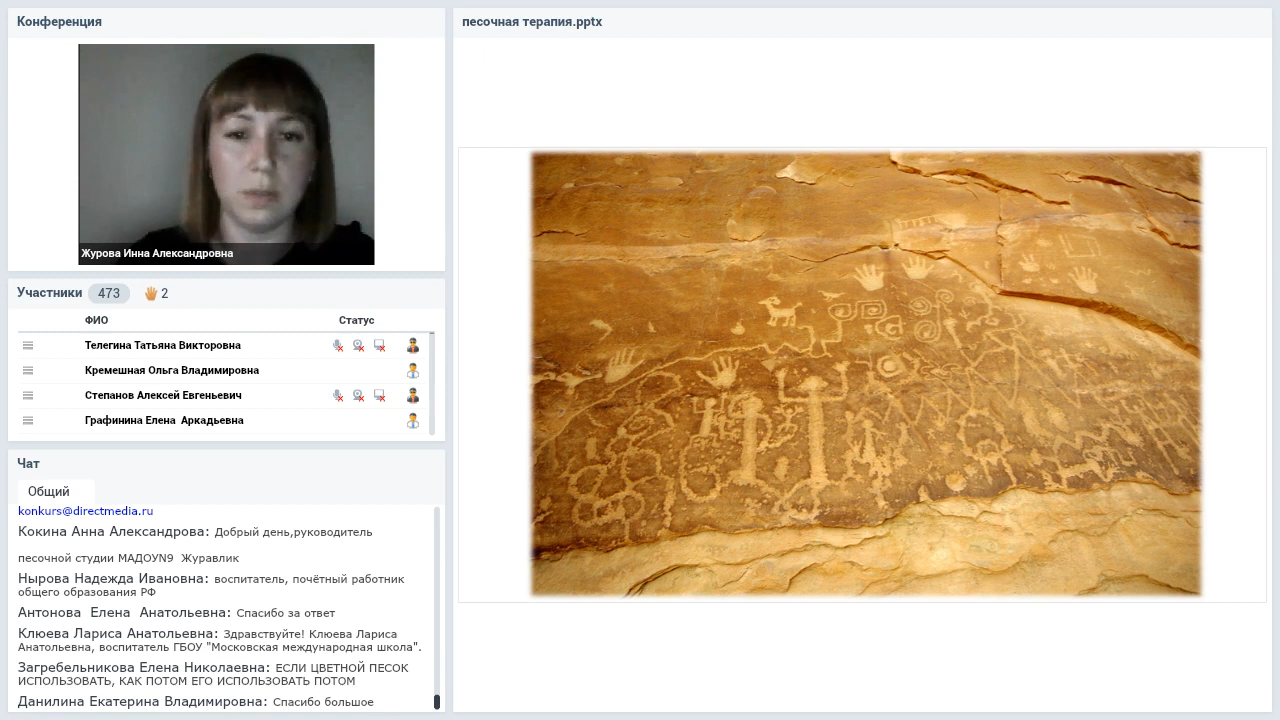 Конференция
Журова Инна Александровна
Участники 473 2
ФИО Статус
Телегина Татьяна Викторовна
Кремешная Ольга Владимировна
Степанов Алексей Евгеньевич
Графинина Елена  Аркадьевна
Чат
Общий
konkurs@directmedia.ru
Кокина Анна Александрова: Добрый день,руководитель
песочной студии МАДОУN9  Журавлик
Нырова Надежда Ивановна: воспитатель, почётный работник
общего образования РФ
Антонова  Елена  Анатольевна: Спасибо за ответ
Клюева Лариса Анатольевна: Здравствуйте! Клюева Лариса
Анатольевна, воспитатель ГБОУ "Московская международная школа".
Загребельникова Елена Николаевна: ЕСЛИ ЦВЕТНОЙ ПЕСОК
ИСПОЛЬЗОВАТЬ, КАК ПОТОМ ЕГО ИСПОЛЬЗОВАТЬ ПОТОМ
Данилина Екатерина Владимировна: Спасибо большое
песочная терапия.pptx